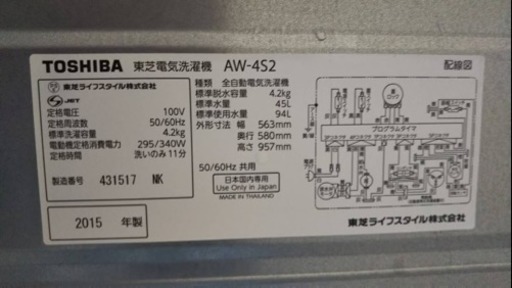 TOSHIBA 東芝電気洗濯機 AW-4S2
配線図
東芝ライフスタイル株式会社
JET
定格電圧 100V
定格周波数 50/60Hz
標準洗濯容量 4.2kg
電動機定格消費電力 295/340W
定格時間 洗いのみ11分
製造番号 431517 NK
2015 年製
種類 全自動電気洗濯機
標準脱水容量 4.2kg
標準水量 45L
標準使用水量 94L
外形寸法 幅 563mm
奥行 580mm
高さ 957mm
50/60Hz 共用
日本国内専用
Use Only in Japan
MADE IN THAILAND
プログラムタイマ
東芝ライフスタイル株式会社